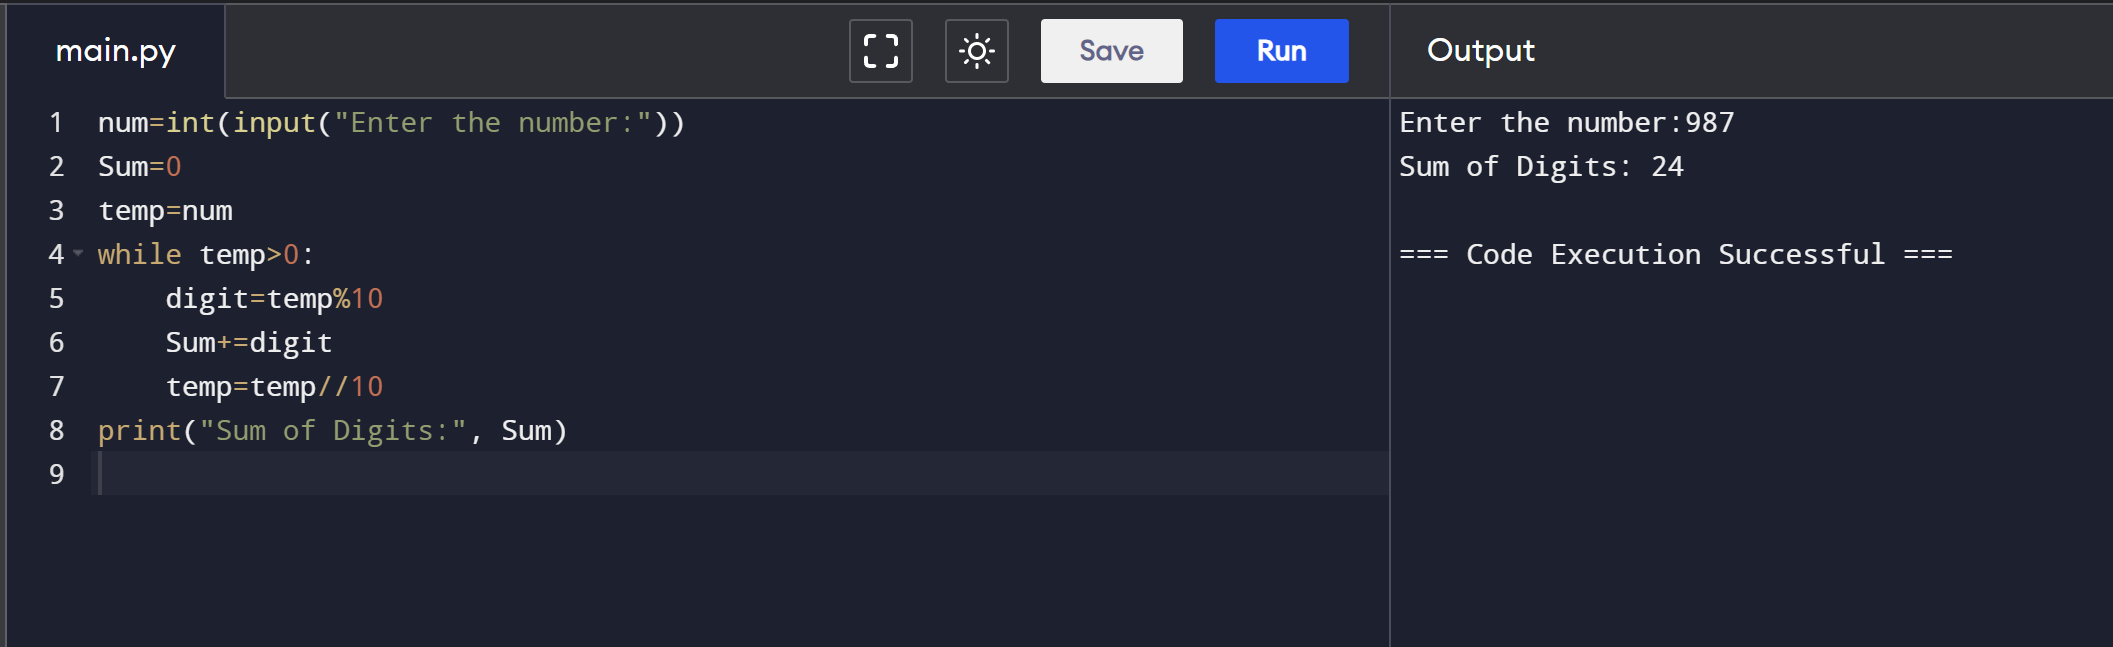 main.py
Save
Run
Output
1 num=int(input("Enter the number:"))
2 Sum=0
3 temp=num
4 while temp>0:
5     digit=temp%10
6     Sum+=digit
7     temp=temp//10
8 print("Sum of Digits:", Sum)
9
Enter the number:987
Sum of Digits: 24
=== Code Execution Successful ===